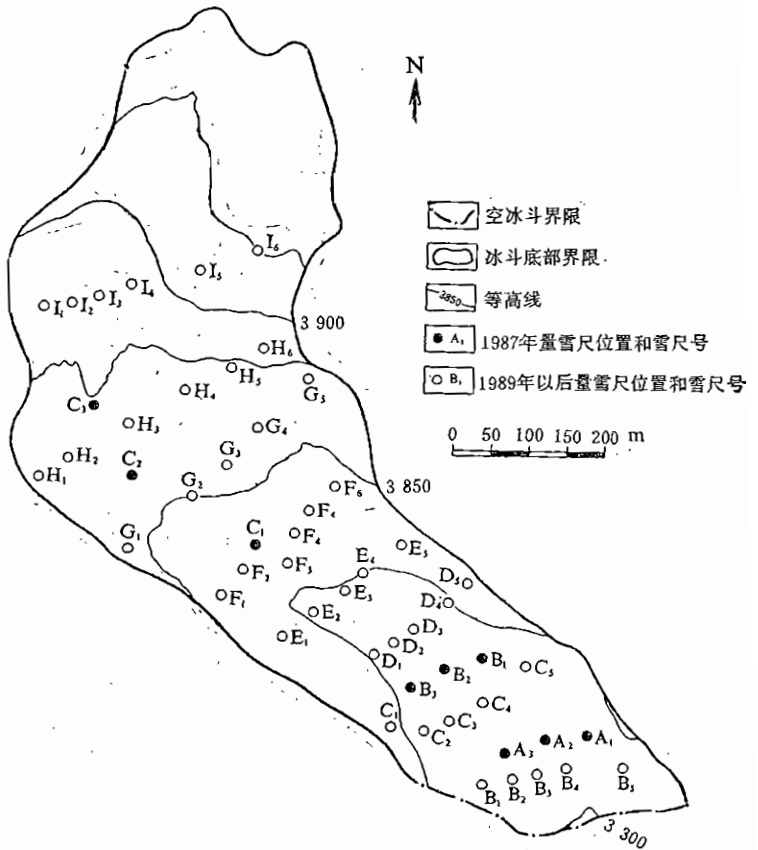 N
I₆
I₅
I₄
I₃
I₂
I₁
3 900
H₆
H₅
G₅
H₄
C₃
H₃
G₄
H₂
C₂
G₃
H₁
G₂
3 850
F₆
F₄
C₁
F₄
G₁
E₅
F₃
F₂
E₄
D₅
E₃
F₁
D₄
E₂
D₃
E₁
D₂
D₁
B₁
C₅
B₂
B₃
C₄
C₁
C₃
C₂
A₁
A₂
A₃
B₁
B₂
B₃
B₄
B₅
3 300
空冰斗界限
冰斗底部界限.
3850 等高线
A₁ 1987年量雪尺位置和雪尺号
B₁ 1989年以后量雪尺位置和雪尺号
0 50 100 150 200 m